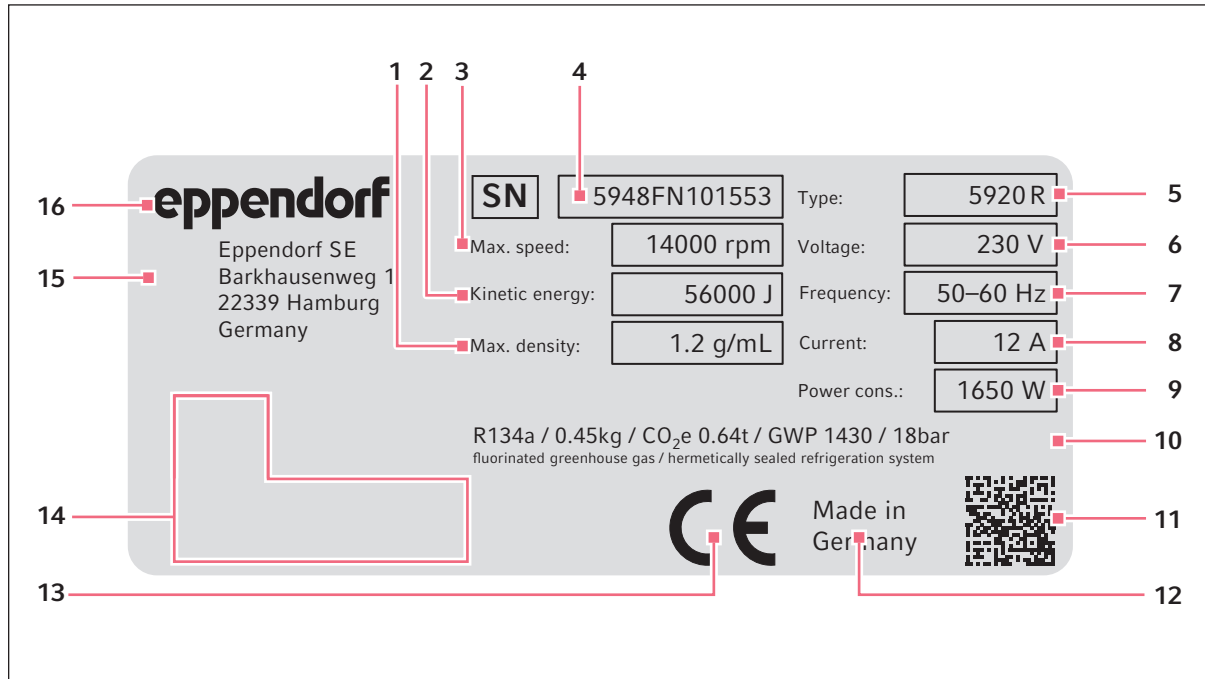 1 2 3 4
16 eppendorf SN 5948FN101553 Type: 5920 R 5
Eppendorf SE Max. speed: 14000 rpm Voltage: 230 V 6
3
15 Barkhausenweg 1
22339 Hamburg Kinetic energy: 56000 J Frequency: 50–60 Hz 7
Germany Max. density: 1.2 g/mL Current: 12 A 8
Power cons.: 1650 W 9
R134a / 0.45kg / CO₂e 0.64t / GWP 1430 / 18bar 10
fluorinated greenhouse gas / hermetically sealed refrigeration system
14 CE Made in 11
Germany
13 12